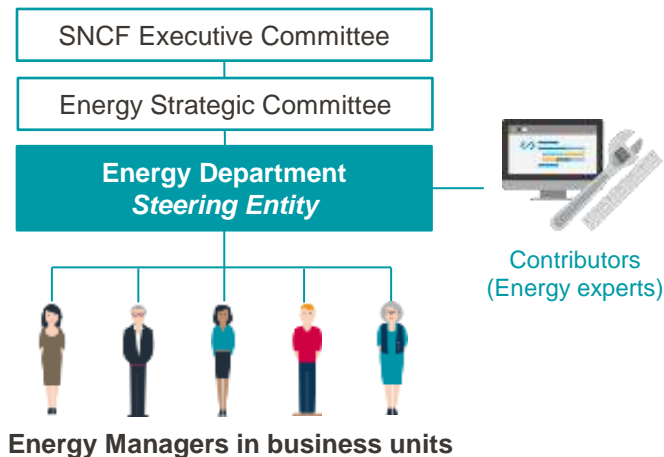 SNCF Executive Committee
Energy Strategic Committee
Energy Department
Steering Entity
Contributors
(Energy experts)
Energy Managers in business units